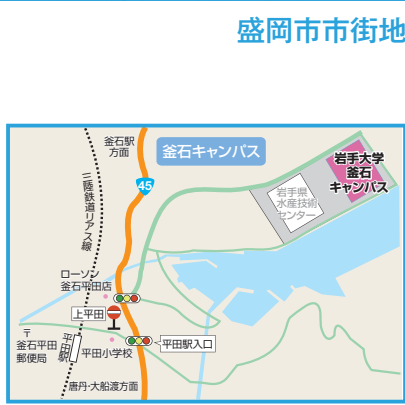 盛岡市市街地
釜石駅
方面
釜石キャンパス
45
岩手大学
釜石
キャンパス
岩手県
水産技術
センター
三陸鉄道リアス線
ローソン
釜石平田店
上平田
〒
釜石平田
郵便局
平田駅
平田小学校
平田駅入口
唐丹・大船渡方面